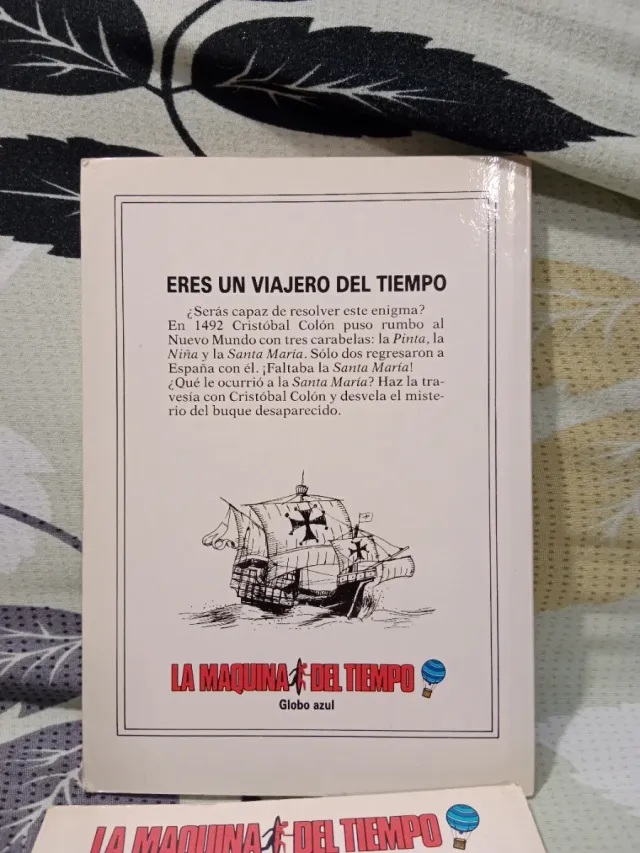 ERES UN VIAJERO DEL TIEMPO
¿Serás capaz de resolver este enigma?
En 1492 Cristóbal Colón puso rumbo al
Nuevo Mundo con tres carabelas: la Pinta, la
Niña y la Santa María. Sólo dos regresaron a
España con él. ¡Faltaba la Santa María!
¿Qué le ocurrió a la Santa María? Haz la tra-
vesía con Cristóbal Colón y desvela el miste-
rio del buque desaparecido.
LA MAQUINA DEL TIEMPO
Globo azul
LA MAQUINA DEL TIEMPO